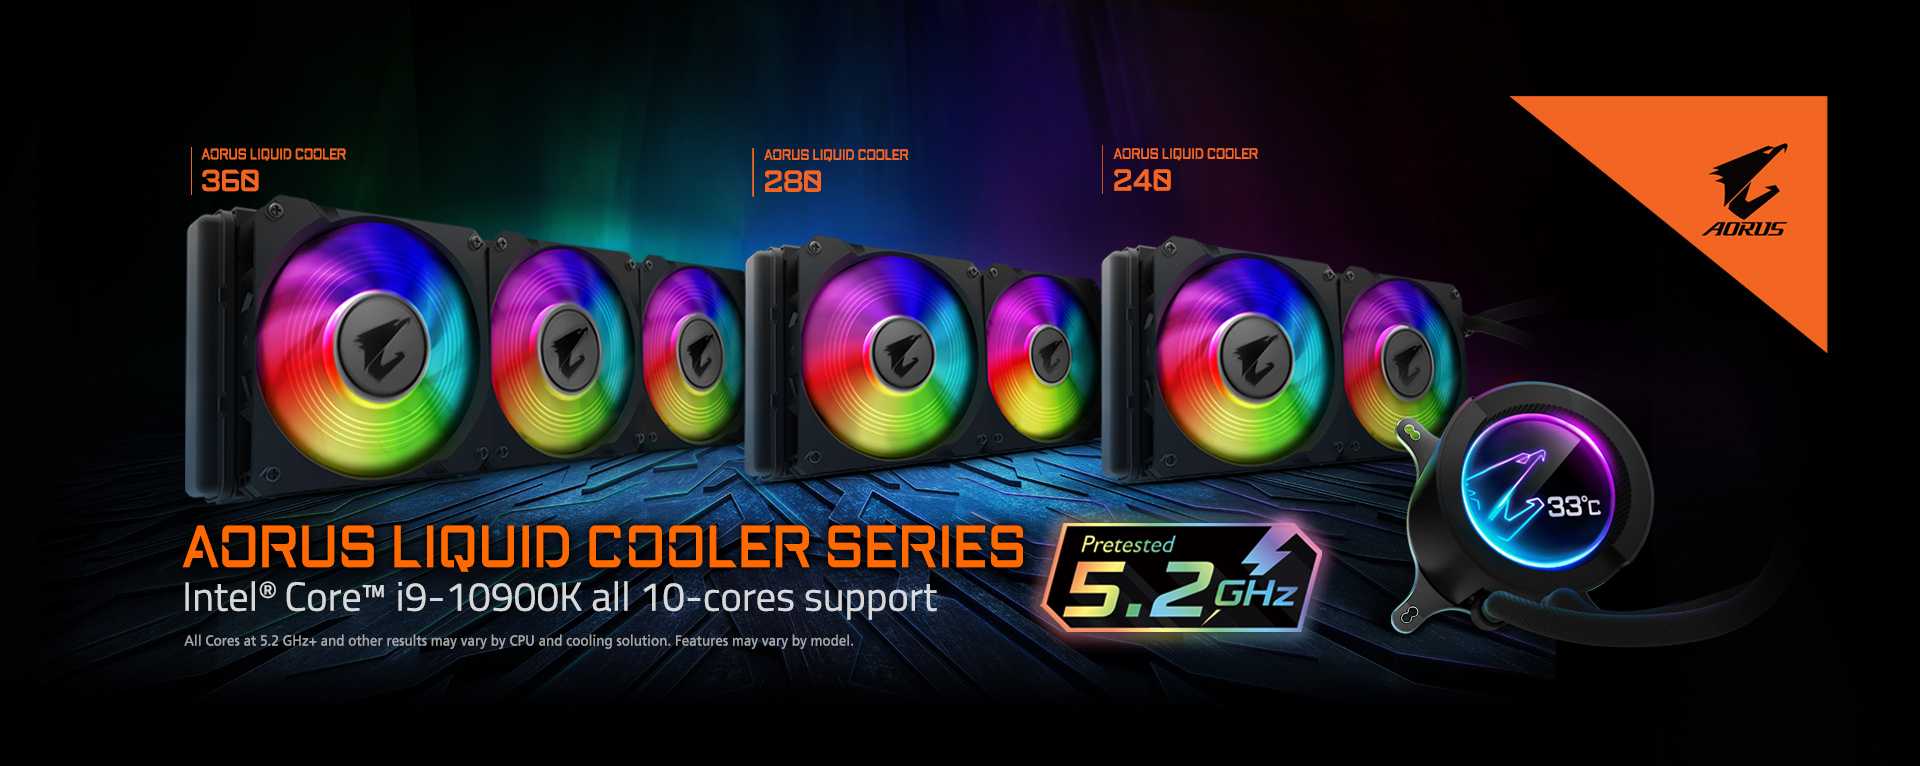 AORUS LIQUID COOLER
360
AORUS LIQUID COOLER
280
AORUS LIQUID COOLER
240
AORUS
33°C
AORUS LIQUID COOLER SERIES
Intel® Core™ i9-10900K all 10-cores support
Pretested
5.2GHz
All Cores at 5.2 GHz+ and other results may vary by CPU and cooling solution. Features may vary by model.